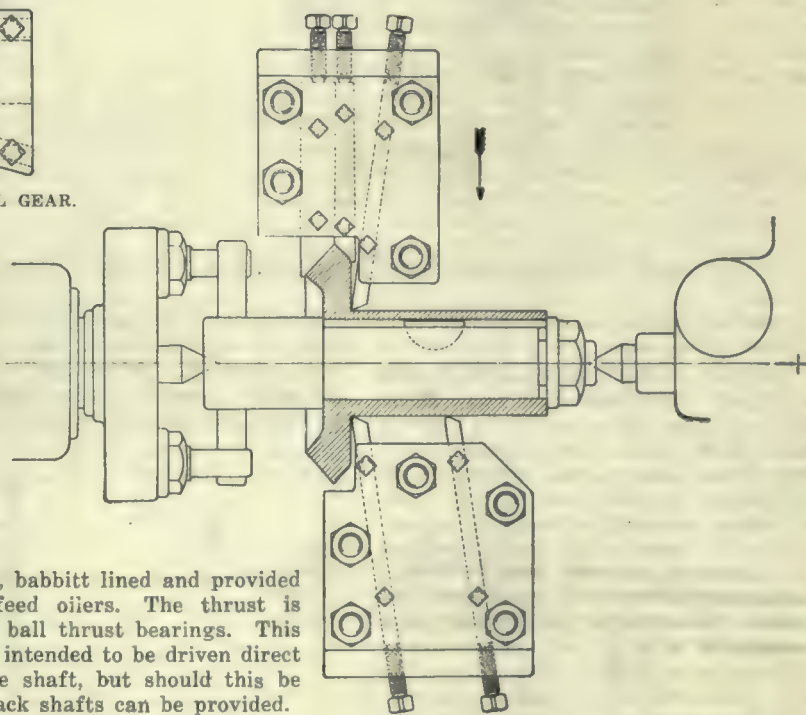 L GEAR.
, babbitt lined and provided
feed oilers. The thrust is
ball thrust bearings. This
intended to be driven direct
e shaft, but should this be
ack shafts can be provided.